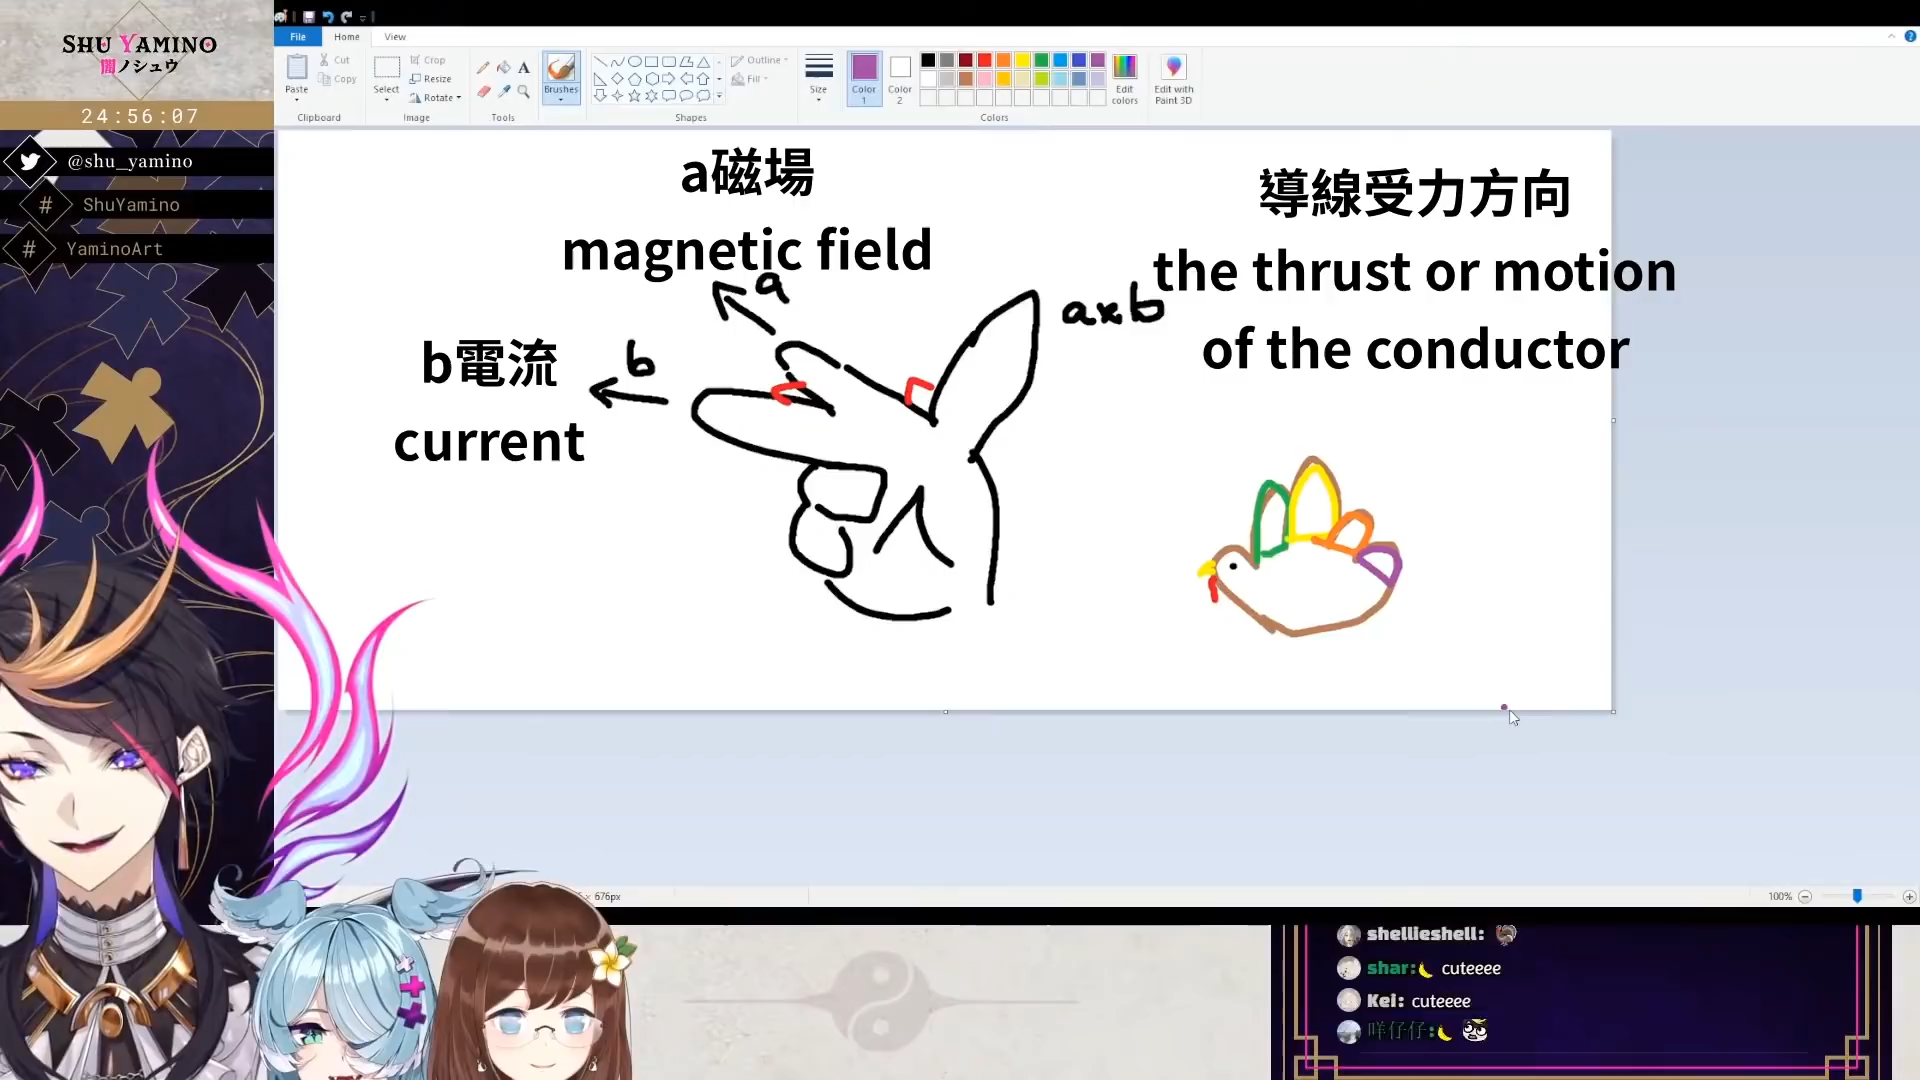 SHU YAMINO
闇ノシュウ
24:56:07
@shu_yamino
# ShuYamino
# YaminoArt
File Home View
Paste
Cut
Copy
Clipboard
Select
Crop
Resize
Rotate
Image
A
Tools
Brushes
Outline
Fill
Shapes
Size
Color 1
Color 2
Edit colors
Colors
Edit with Paint 3D
a磁場
magnetic field
a
b電流
current
b
導線受力方向
the thrust or motion
of the conductor
axb
× 676px
100%
shellieshell:
shar: cuteeee
Kei: cuteeee
咩仔仔: